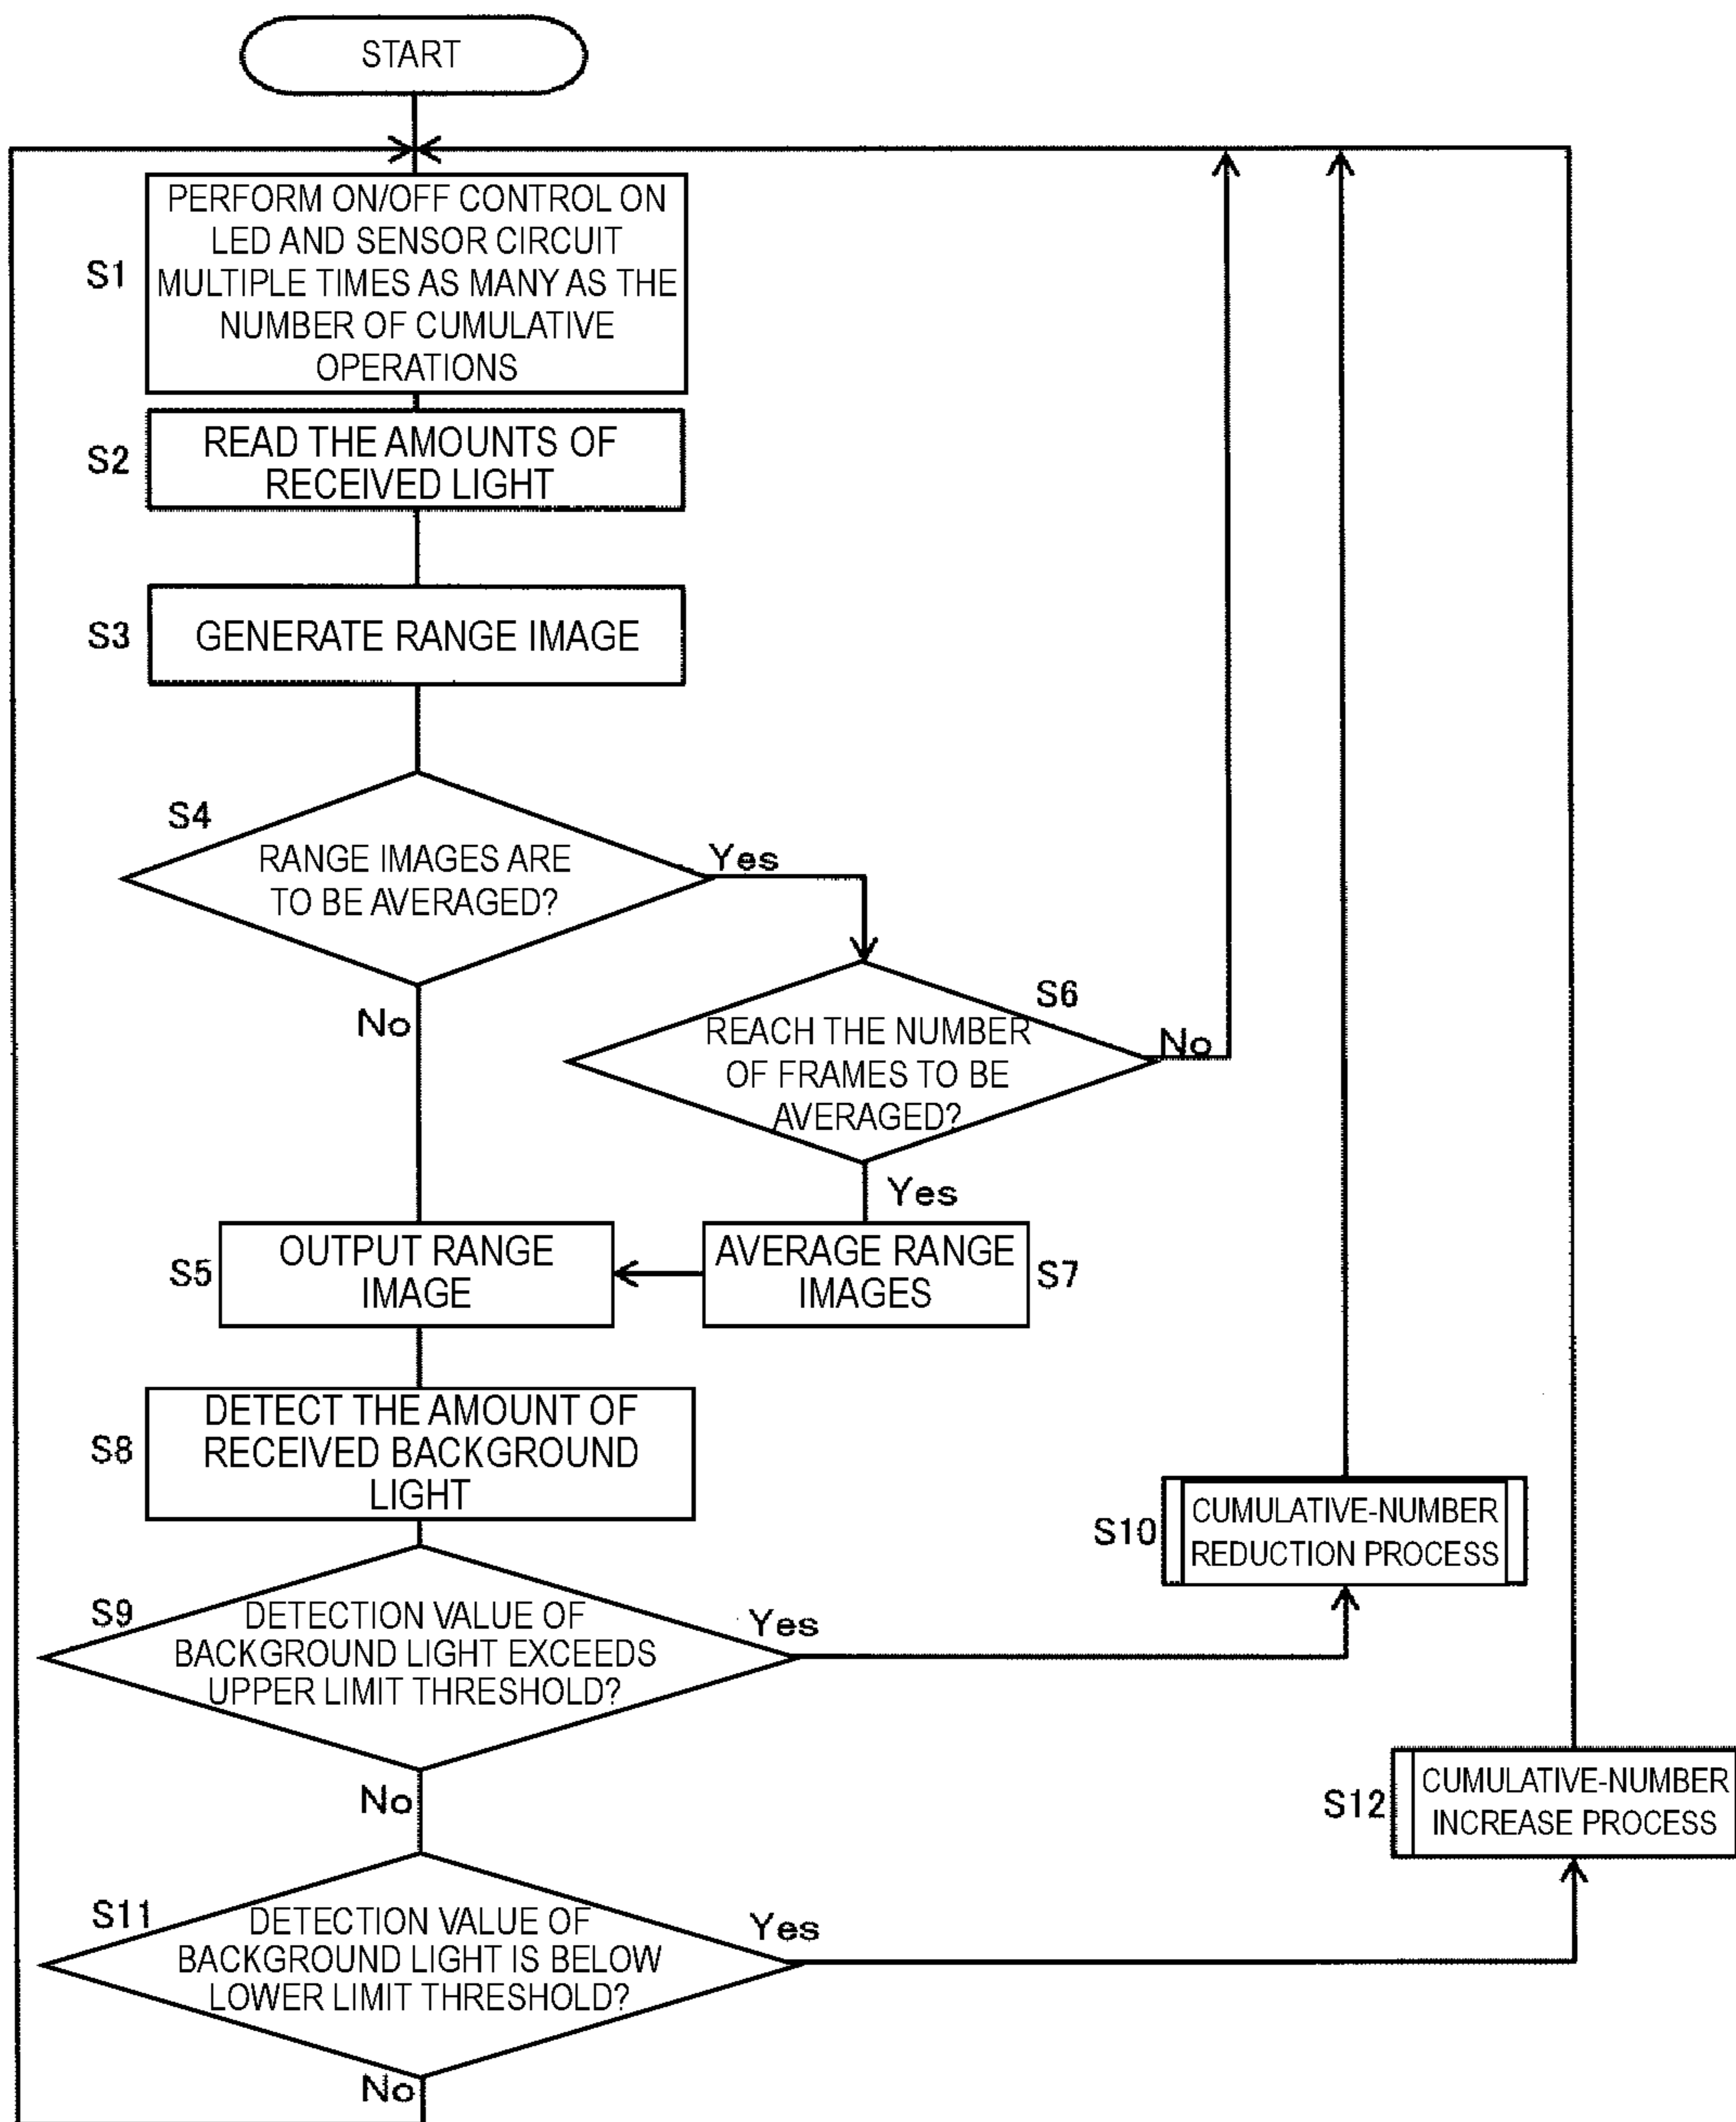 START
S1
PERFORM ON/OFF CONTROL ON
LED AND SENSOR CIRCUIT
MULTIPLE TIMES AS MANY AS THE
NUMBER OF CUMULATIVE
OPERATIONS
S2
READ THE AMOUNTS OF
RECEIVED LIGHT
S3
GENERATE RANGE IMAGE
S4
RANGE IMAGES ARE
TO BE AVERAGED?
Yes
No
S6
REACH THE NUMBER
OF FRAMES TO BE
AVERAGED?
No
Yes
S5
OUTPUT RANGE
IMAGE
AVERAGE RANGE
IMAGES
S7
S8
DETECT THE AMOUNT OF
RECEIVED BACKGROUND
LIGHT
S10
CUMULATIVE-NUMBER
REDUCTION PROCESS
S9
DETECTION VALUE OF
BACKGROUND LIGHT EXCEEDS
UPPER LIMIT THRESHOLD?
Yes
No
S12
CUMULATIVE-NUMBER
INCREASE PROCESS
S11
DETECTION VALUE OF
BACKGROUND LIGHT IS BELOW
LOWER LIMIT THRESHOLD?
Yes
No